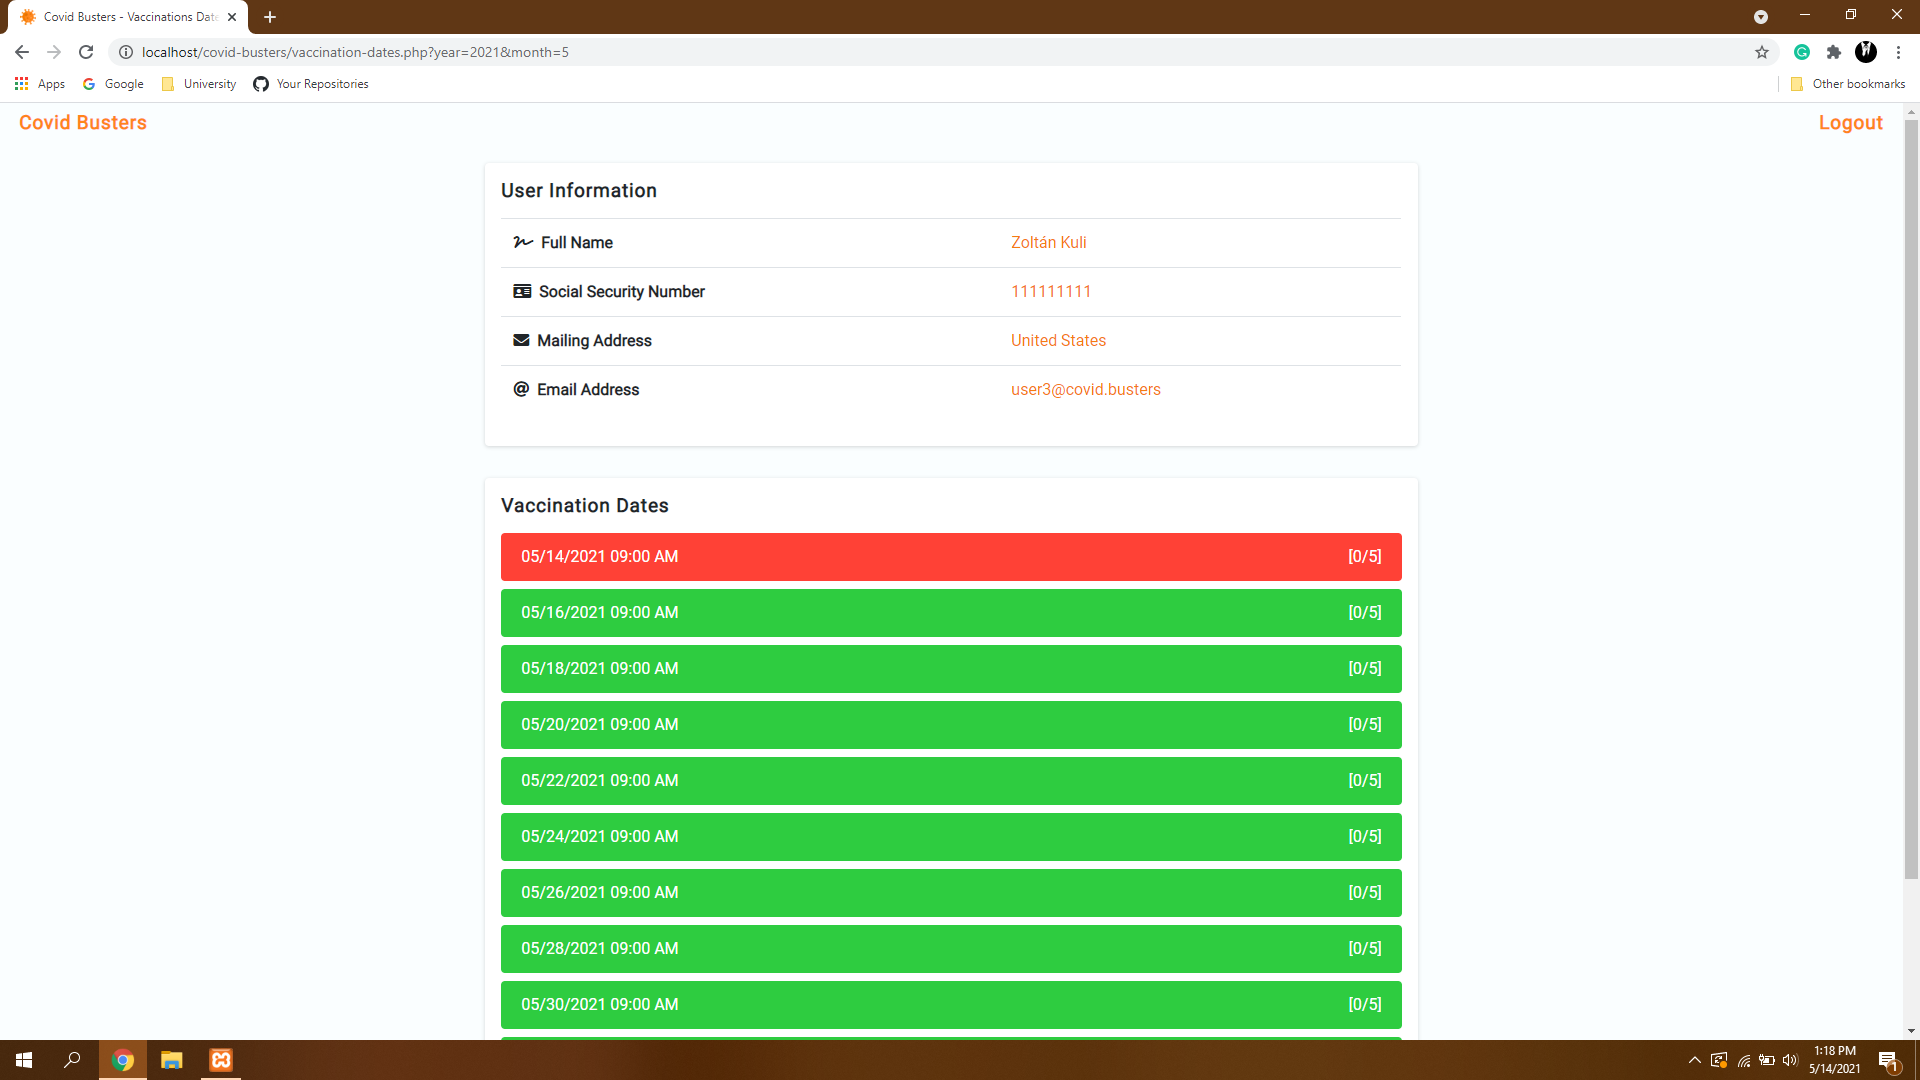 Covid Busters - Vaccinations Date
localhost/covid-busters/vaccination-dates.php?year=2021&month=5
Apps Google University Your Repositories Other bookmarks
Covid Busters Logout
User Information
Full Name Zoltán Kuli
Social Security Number 111111111
Mailing Address United States
Email Address user3@covid.busters
Vaccination Dates
05/14/2021 09:00 AM [0/5]
05/16/2021 09:00 AM [0/5]
05/18/2021 09:00 AM [0/5]
05/20/2021 09:00 AM [0/5]
05/22/2021 09:00 AM [0/5]
05/24/2021 09:00 AM [0/5]
05/26/2021 09:00 AM [0/5]
05/28/2021 09:00 AM [0/5]
05/30/2021 09:00 AM [0/5]
1:18 PM
5/14/2021
1